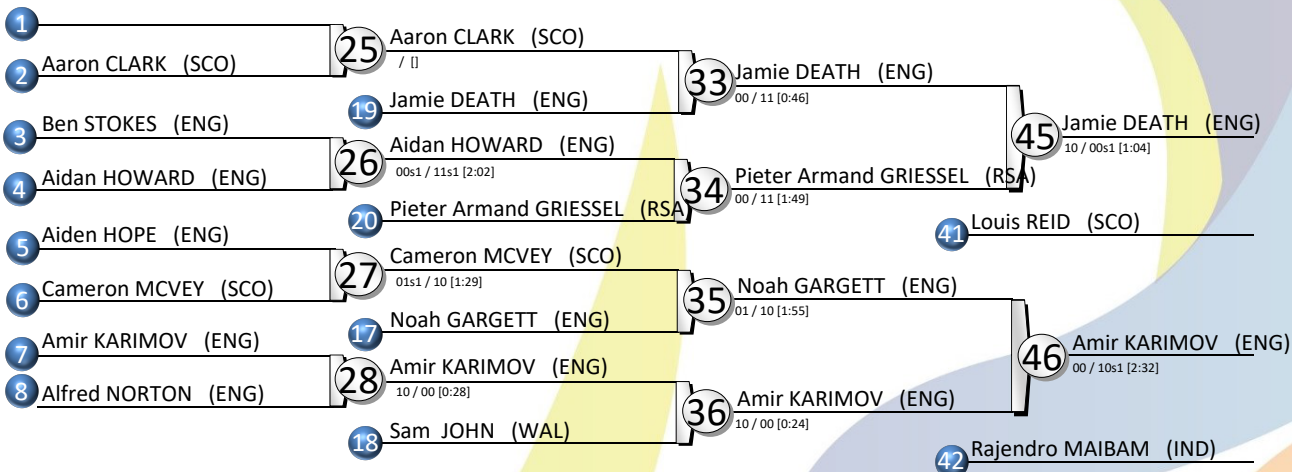 1
25 Aaron CLARK (SCO)
/ []
2 Aaron CLARK (SCO)
33 Jamie DEATH (ENG)
00 / 11 [0:46]
19 Jamie DEATH (ENG)
3 Ben STOKES (ENG)
45 Jamie DEATH (ENG)
10 / 00s1 [1:04]
26 Aidan HOWARD (ENG)
00s1 / 11s1 [2:02]
4 Aidan HOWARD (ENG)
34 Pieter Armand GRIESSEL (RSA)
00 / 11 [1:49]
20 Pieter Armand GRIESSEL (RSA
41 Louis REID (SCO)
5 Aiden HOPE (ENG)
27 Cameron MCVEY (SCO)
01s1 / 10 [1:29]
6 Cameron MCVEY (SCO)
35 Noah GARGETT (ENG)
01 / 10 [1:55]
17 Noah GARGETT (ENG)
7 Amir KARIMOV (ENG)
46 Amir KARIMOV (ENG)
00 / 10s1 [2:32]
28 Amir KARIMOV (ENG)
10 / 00 [0:28]
8 Alfred NORTON (ENG)
36 Amir KARIMOV (ENG)
10 / 00 [0:24]
18 Sam JOHN (WAL)
42 Rajendro MAIBAM (IND)